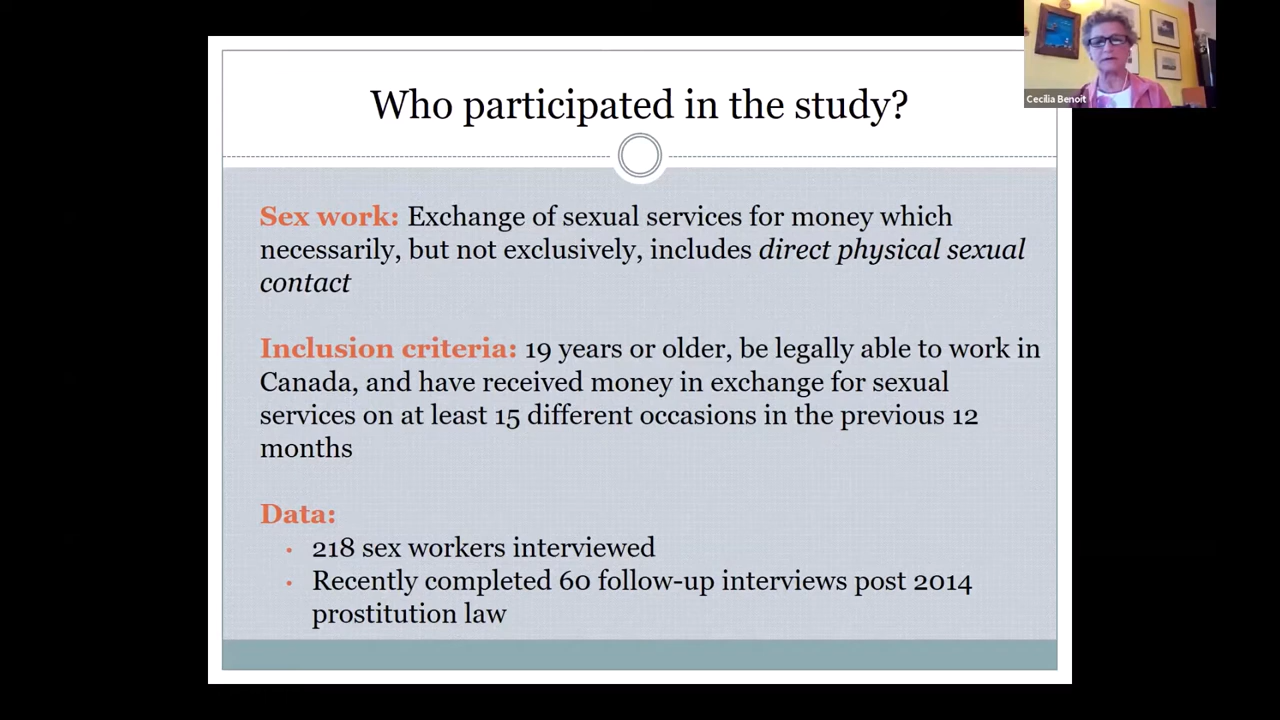 Cecilia Benoit
Who participated in the study?
Sex work: Exchange of sexual services for money which
necessarily, but not exclusively, includes direct physical sexual
contact
Inclusion criteria: 19 years or older, be legally able to work in
Canada, and have received money in exchange for sexual
services on at least 15 different occasions in the previous 12
months
Data:
• 218 sex workers interviewed
• Recently completed 60 follow-up interviews post 2014
prostitution law